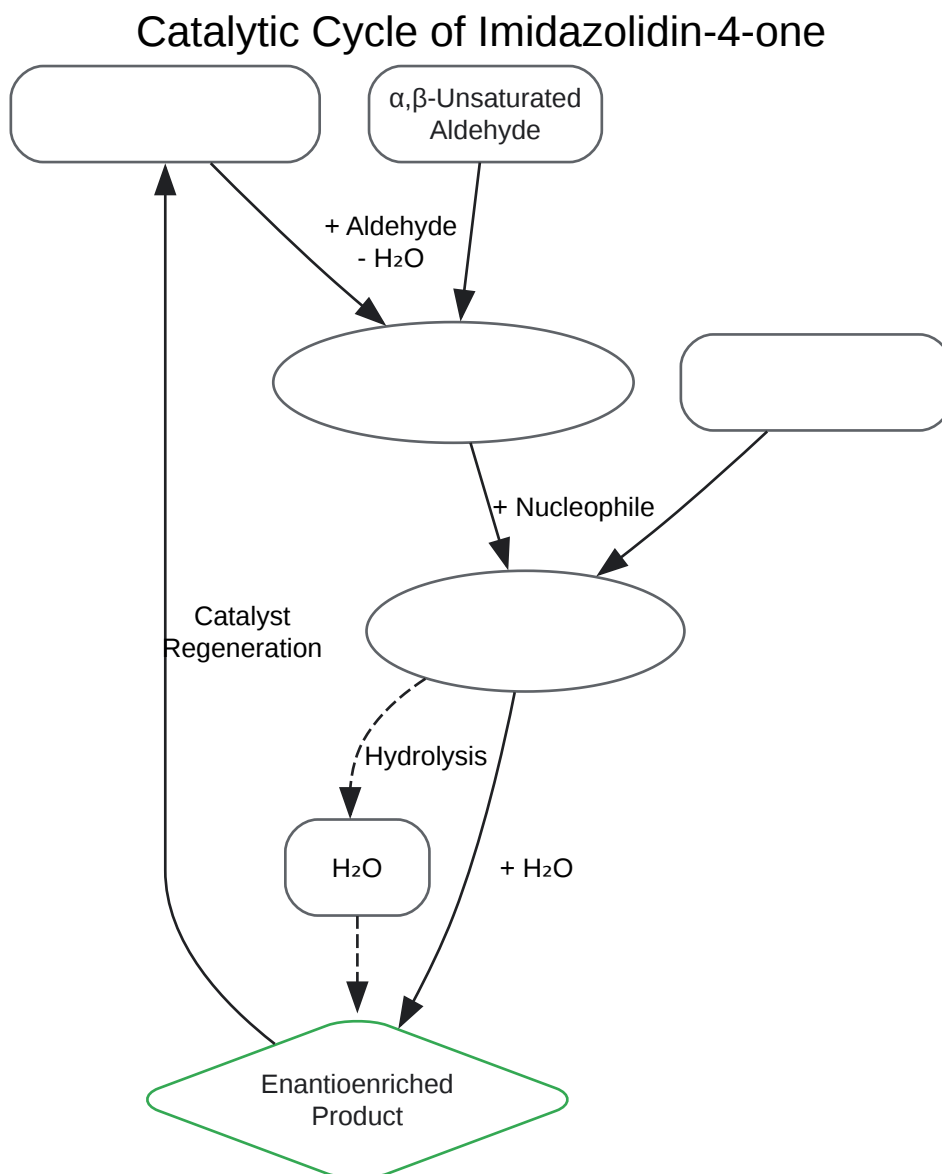 Catalytic Cycle of Imidazolidin-4-one
α,β-Unsaturated
Aldehyde
+ Aldehyde
- H₂O
+ Nucleophile
Catalyst
Regeneration
Hydrolysis
H₂O
+ H₂O
Enantioenriched
Product